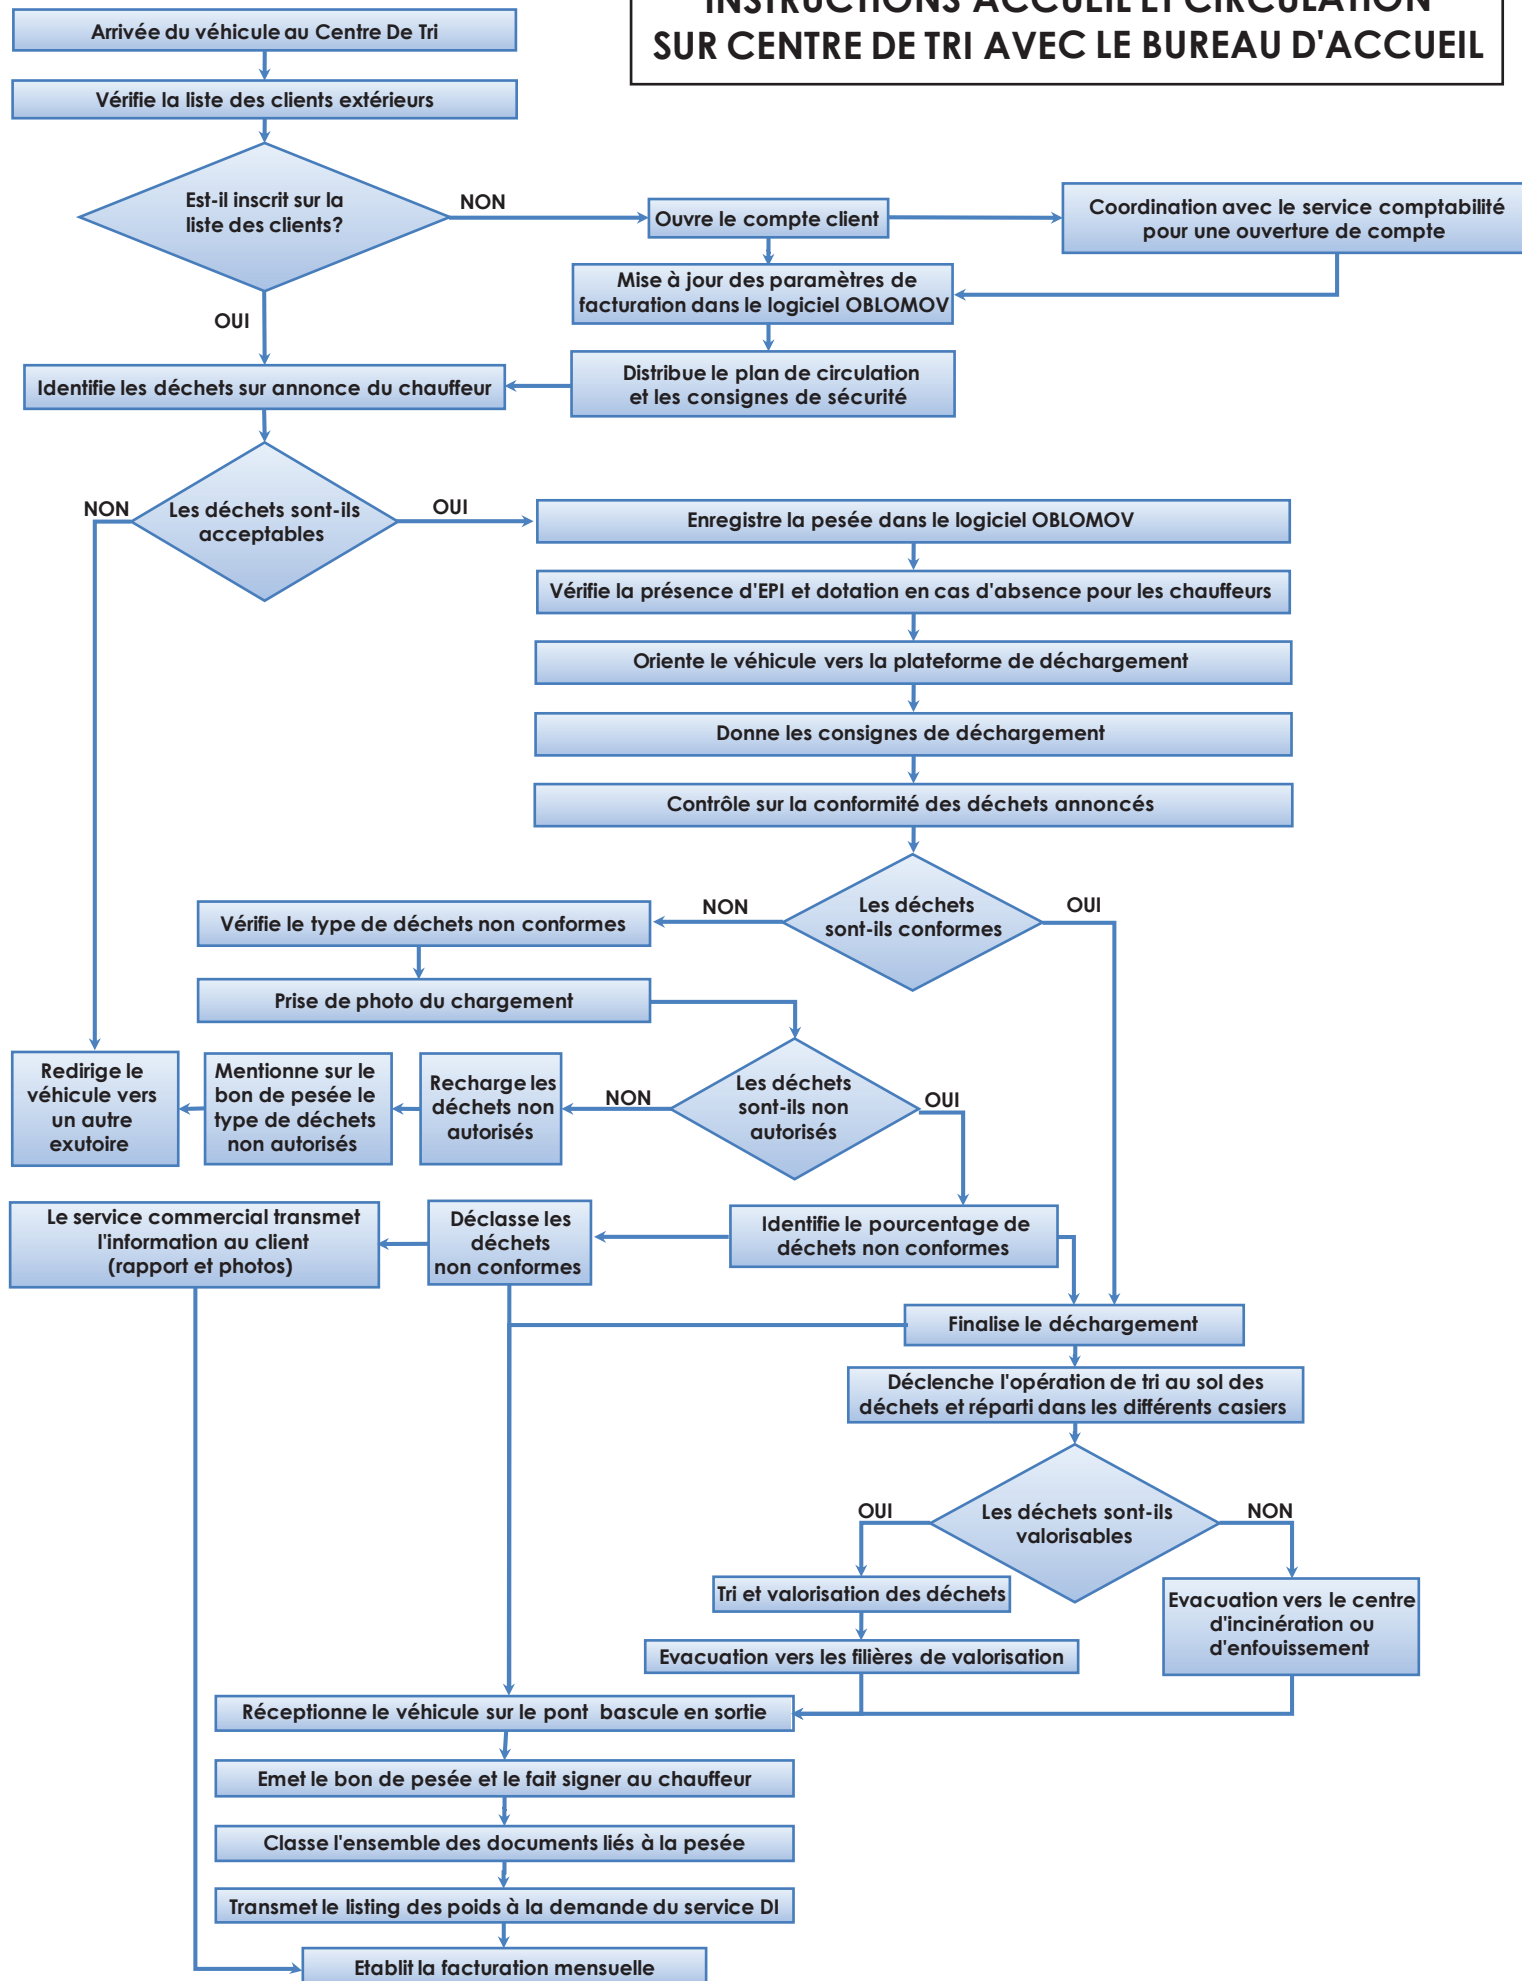 INSTRUCTIONS ACCUEIL ET CIRCULATION
SUR CENTRE DE TRI AVEC LE BUREAU D'ACCUEIL
Arrivée du véhicule au Centre De Tri
Vérifie la liste des clients extérieurs
Est-il inscrit sur la
liste des clients?
NON
Ouvre le compte client
Coordination avec le service comptabilité
pour une ouverture de compte
Mise à jour des paramètres de
facturation dans le logiciel OBLOMOV
OUI
Identifie les déchets sur annonce du chauffeur
Distribue le plan de circulation
et les consignes de sécurité
NON
Les déchets sont-ils
acceptables
OUI
Enregistre la pesée dans le logiciel OBLOMOV
Vérifie la présence d'EPI et dotation en cas d'absence pour les chauffeurs
Oriente le véhicule vers la plateforme de déchargement
Donne les consignes de déchargement
Contrôle sur la conformité des déchets annoncés
Les déchets
sont-ils conformes
NON
OUI
Vérifie le type de déchets non conformes
Prise de photo du chargement
Redirige le
véhicule vers
un autre
exutoire
Mentionne sur le
bon de pesée le
type de déchets
non autorisés
Recharge les
déchets non
autorisés
NON
Les déchets
sont-ils non
autorisés
OUI
Le service commercial transmet
l'information au client
(rapport et photos)
Déclasse les
déchets
non conformes
Identifie le pourcentage de
déchets non conformes
Finalise le déchargement
Déclenche l'opération de tri au sol des
déchets et réparti dans les différents casiers
OUI
Les déchets sont-ils
valorisables
NON
Tri et valorisation des déchets
Evacuation vers le centre
d'incinération ou
d'enfouissement
Evacuation vers les filières de valorisation
Réceptionne le véhicule sur le pont bascule en sortie
Emet le bon de pesée et le fait signer au chauffeur
Classe l'ensemble des documents liés à la pesée
Transmet le listing des poids à la demande du service DI
Etablit la facturation mensuelle